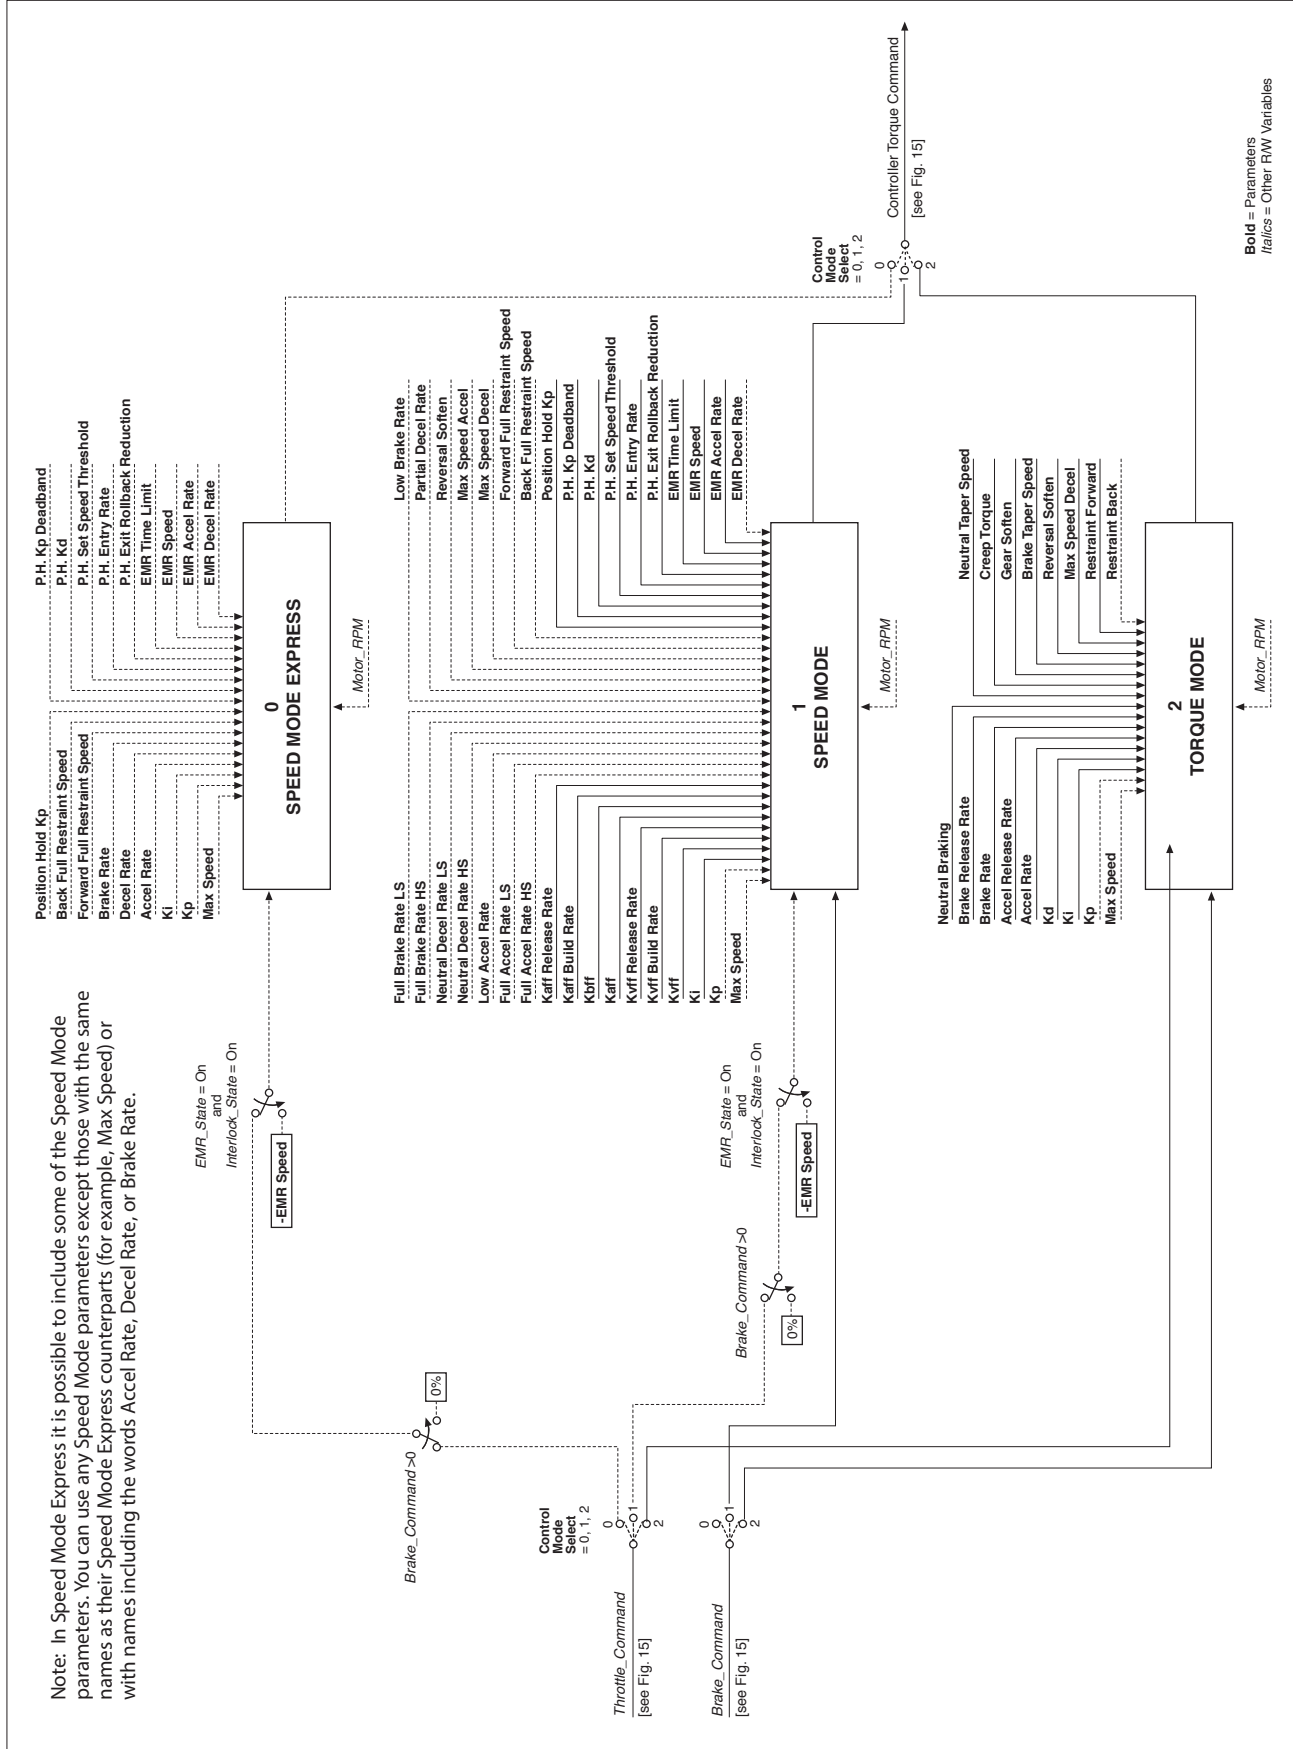 Note: In Speed Mode Express it is possible to include some of the Speed Mode
parameters. You can use any Speed Mode parameters except those with the same
names as their Speed Mode Express counterparts (for example, Max Speed) or
with names including the words Accel Rate, Decel Rate, or Brake Rate.
Position Hold Kp
Back Full Restraint Speed
Forward Full Restraint Speed
Brake Rate
Decel Rate
Accel Rate
Ki
Kp
Max Speed
P.H. Kp Deadband
P.H. Kd
P.H. Set Speed Threshold
P.H. Entry Rate
P.H. Exit Rollback Reduction
EMR Time Limit
EMR Speed
EMR Accel Rate
EMR Decel Rate
EMR_State = On
and
Interlock_State = On
-EMR Speed
0
SPEED MODE EXPRESS
Motor_RPM
Brake_Command >0
0%
Full Brake Rate LS
Full Brake Rate HS
Neutral Decel Rate LS
Neutral Decel Rate HS
Low Accel Rate
Full Accel Rate LS
Full Accel Rate HS
Kaff Release Rate
Kaff Build Rate
Kbff
Kaff
Kvff Release Rate
Kvff Build Rate
Kvff
Ki
Kp
Max Speed
Low Brake Rate
Partial Decel Rate
Reversal Soften
Max Speed Accel
Max Speed Decel
Forward Full Restraint Speed
Back Full Restraint Speed
Position Hold Kp
P.H. Kp Deadband
P.H. Kd
P.H. Set Speed Threshold
P.H. Entry Rate
P.H. Exit Rollback Reduction
EMR Time Limit
EMR Speed
EMR Accel Rate
EMR Decel Rate
Control
Mode
Select
= 0, 1, 2
0
1
2
Throttle_Command
[see Fig. 15]
0
1
2
Brake_Command
[see Fig. 15]
Brake_Command >0
0%
EMR_State = On
and
Interlock_State = On
-EMR Speed
1
SPEED MODE
Motor_RPM
Control
Mode
Select
= 0, 1, 2
0
1
2
Controller Torque Command
[see Fig. 15]
Neutral Braking
Brake Release Rate
Brake Rate
Accel Release Rate
Accel Rate
Kd
Ki
Kp
Max Speed
Neutral Taper Speed
Creep Torque
Gear Soften
Brake Taper Speed
Reversal Soften
Max Speed Decel
Restraint Forward
Restraint Back
2
TORQUE MODE
Motor_RPM
Bold = Parameters
Italics = Other R/W Variables